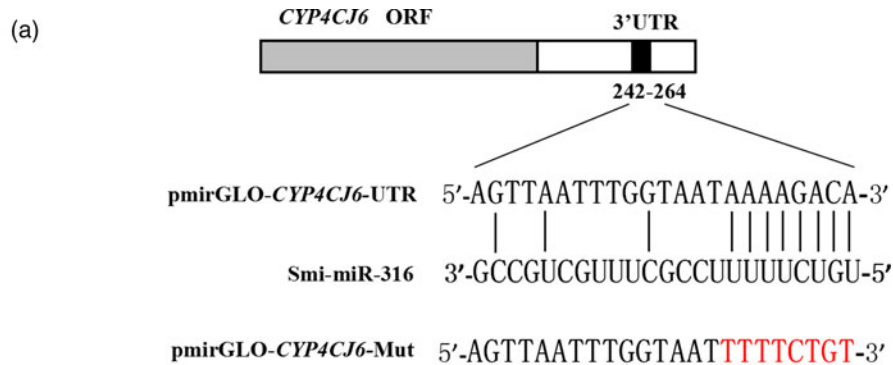 (a)
CYP4CJ6 ORF 3'UTR
242-264
pmirGLO-CYP4CJ6-UTR 5'-AGTTAATTTGGTAATAAAAGACA-3'
Smi-miR-316 3'-GCCGUCGUUUCGCCUUUUUCUGU-5'
pmirGLO-CYP4CJ6-Mut 5'-AGTTAATTTGGTAATTTTTCTGT-3'